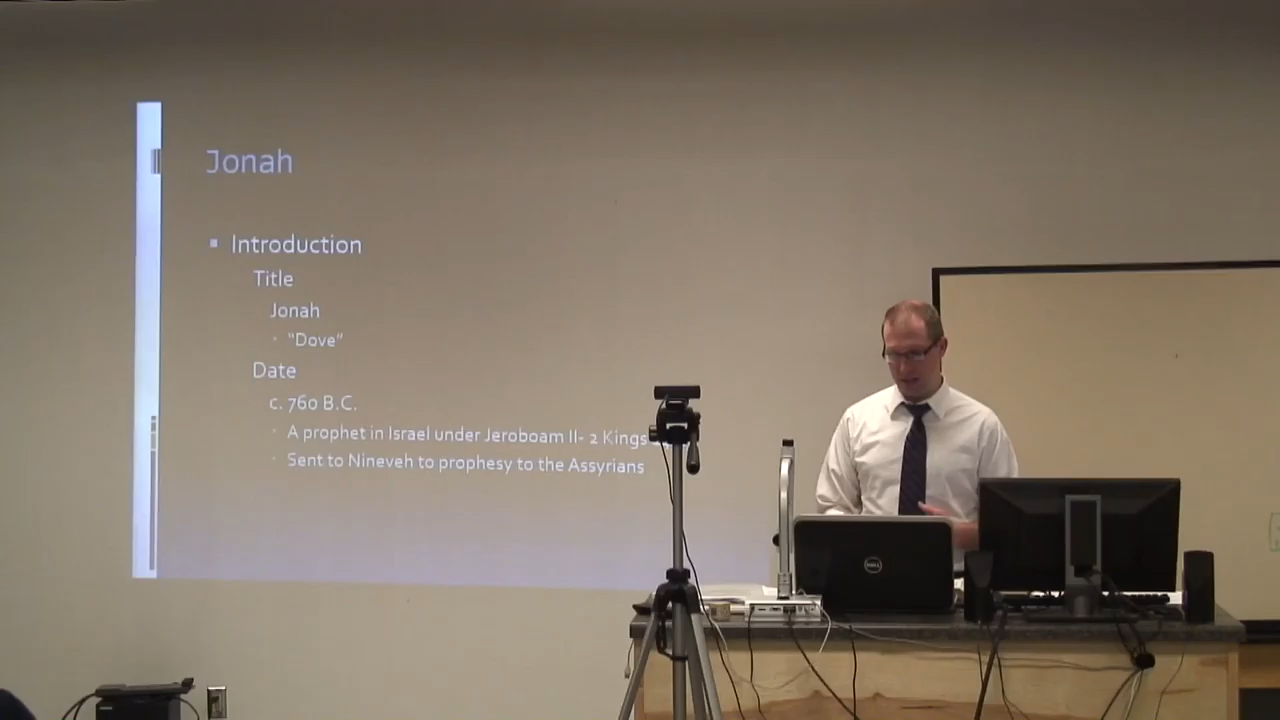 Jonah
▪ Introduction
Title
Jonah
· “Dove”
Date
c. 760 B.C.
· A prophet in Israel under Jeroboam II- 2 Kings
· Sent to Nineveh to prophesy to the Assyrians
DELL